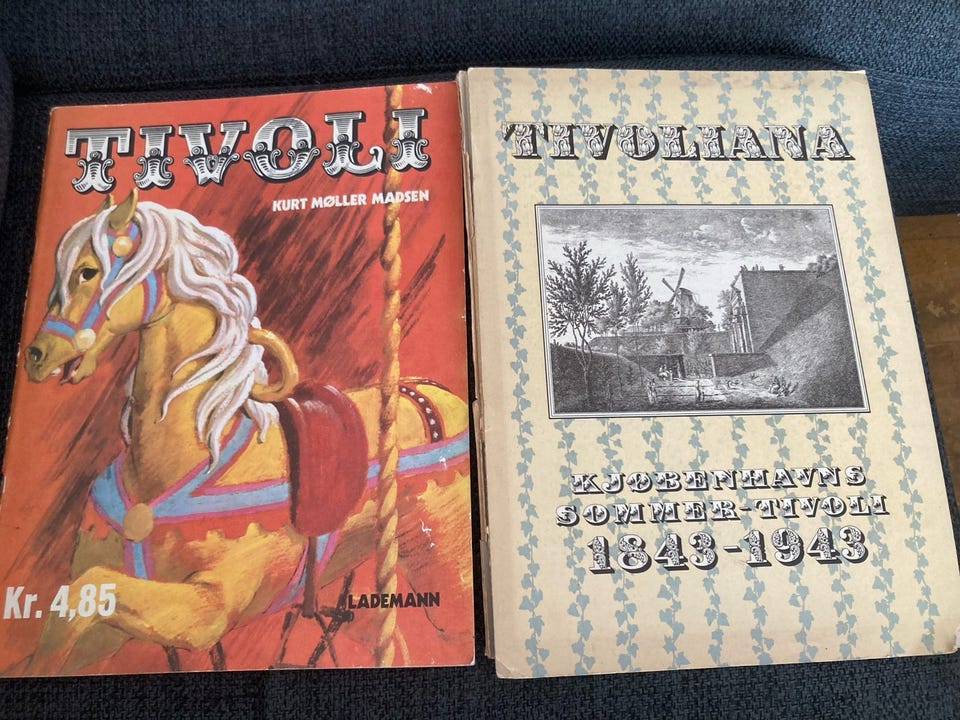 TIVOLI
KURT MØLLER MADSEN
Kr. 4,85
LADEMANN
TIVOLIANA
KJØBENHAVNS
SOMMER-TIVOLI
1843-1943